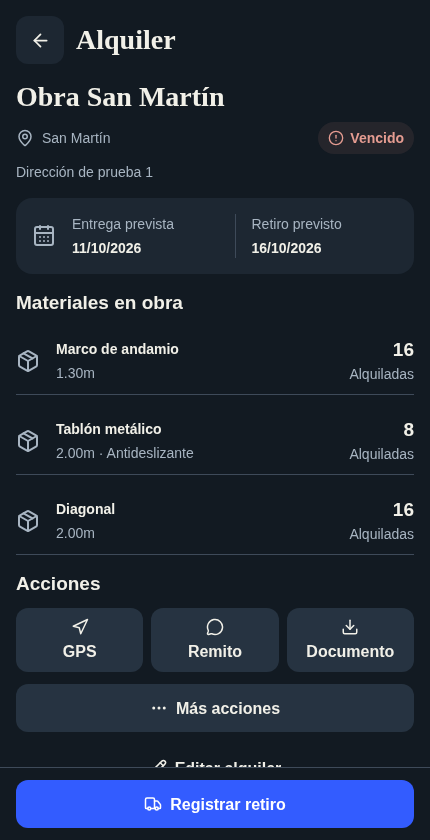 Alquiler
Obra San Martín
San Martín
Vencido
Dirección de prueba 1
Entrega prevista
11/10/2026
Retiro previsto
16/10/2026
Materiales en obra
Marco de andamio
1.30m
16
Alquiladas
Tablón metálico
2.00m · Antideslizante
8
Alquiladas
Diagonal
2.00m
16
Alquiladas
Acciones
GPS
Remito
Documento
Más acciones
Editar alquiler
Registrar retiro